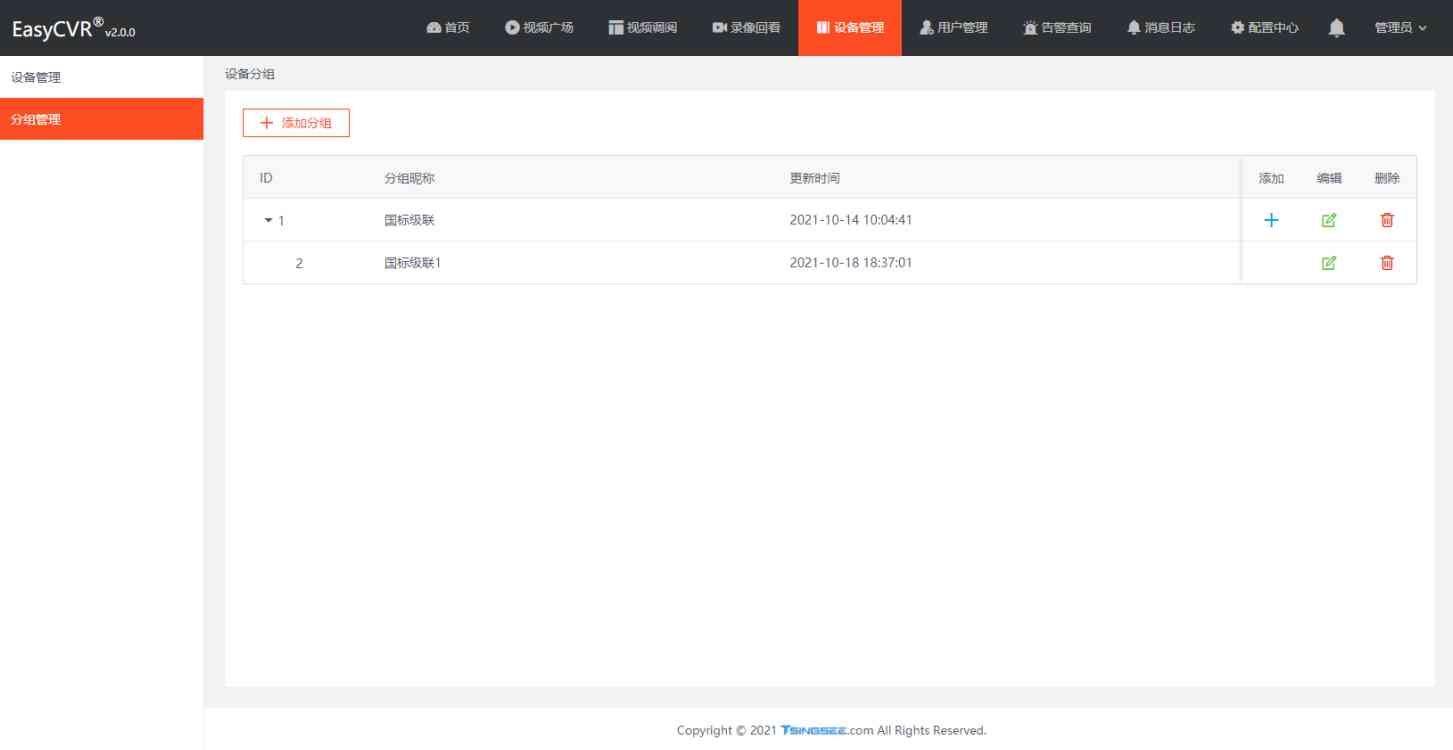 EasyCVR® v2.0.0 首页 视频广场 视频调阅 录像回看 设备管理 用户管理 告警查询 消息日志 配置中心 管理员
设备管理
分组管理
设备分组
添加分组
ID 分组昵称 更新时间 添加 编辑 删除
1 国标级联 2021-10-14 10:04:41
2 国标级联1 2021-10-18 18:37:01
Copyright © 2021 TSINGSEE.com All Rights Reserved.